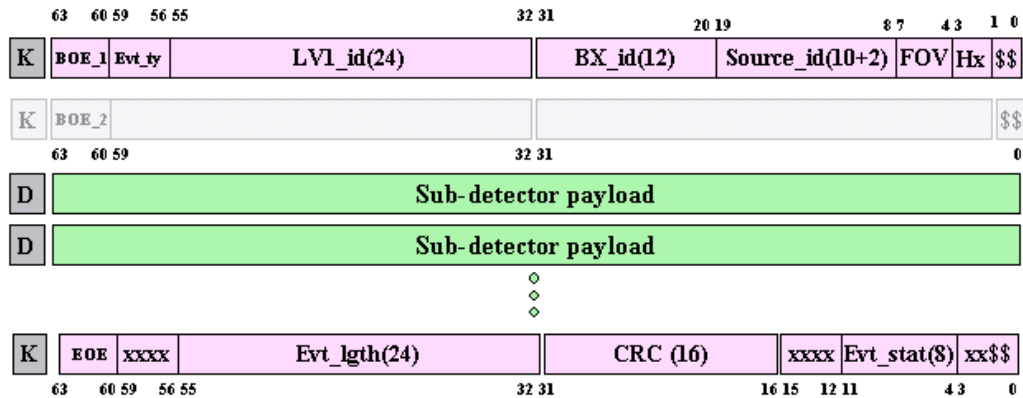 63 60 59 56 55 32 31 20 19 8 7 4 3 1 0
K BOE_1 Evt_ty LV1_id(24) BX_id(12) Source_id(10+2) FOV Hx $$
K BOE_2 $$
63 60 59 32 31 0
D Sub-detector payload
D Sub-detector payload
K EOE xxxx Evt_lgth(24) CRC (16) xxxx Evt_stat(8) xx$$
63 60 59 56 55 32 31 16 15 12 11 4 3 0